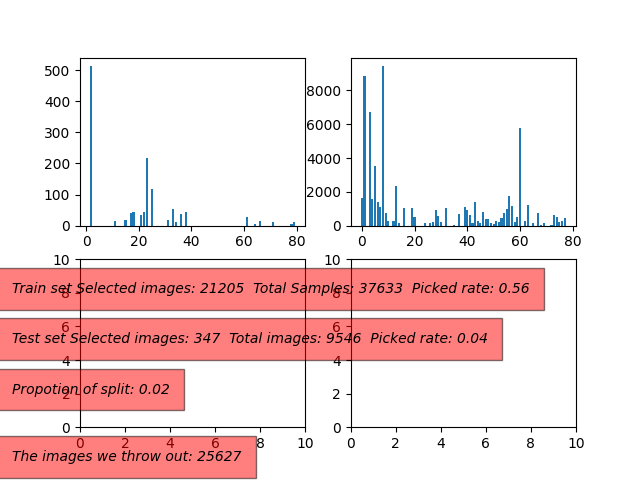 500
400
300
200
100
0
0 20 40 60 80
8000
6000
4000
2000
0
0 20 40 60 80
10
8
6
4
2
0
0 2 4 6 8 10
10
8
6
4
2
0
0 2 4 6 8 10
Train set Selected images: 21205  Total Samples: 37633  Picked rate: 0.56
Test set Selected images: 347  Total images: 9546  Picked rate: 0.04
Propotion of split: 0.02
The images we throw out: 25627